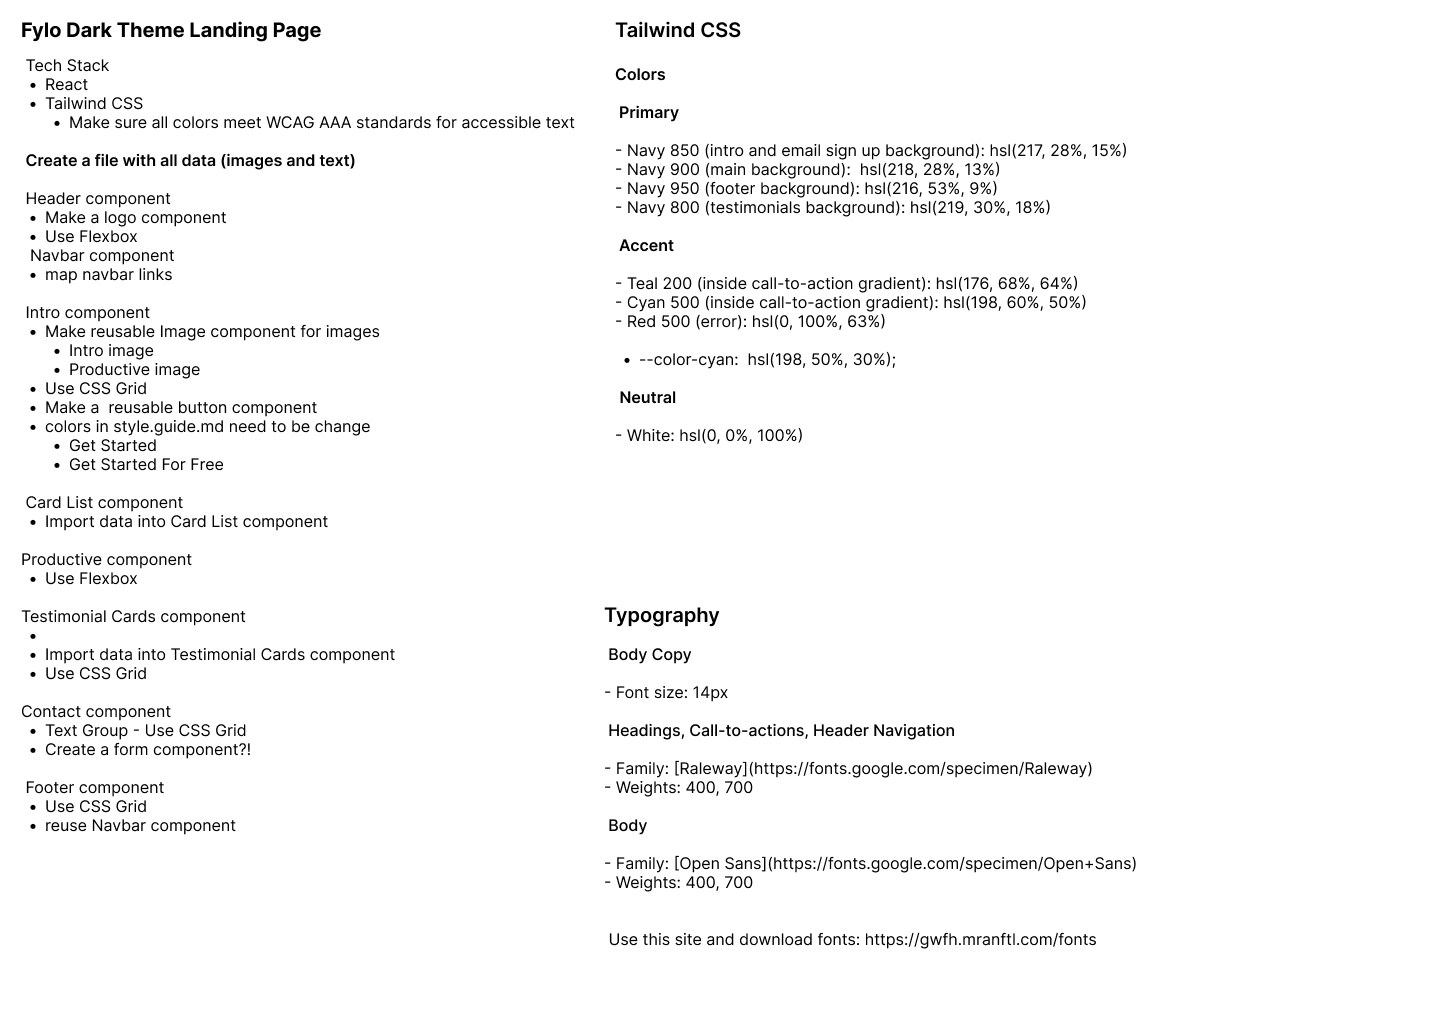 Fylo Dark Theme Landing Page
Tech Stack
• React
• Tailwind CSS
• Make sure all colors meet WCAG AAA standards for accessible text
Create a file with all data (images and text)
Header component
• Make a logo component
• Use Flexbox
Navbar component
• map navbar links
Intro component
• Make reusable Image component for images
• Intro image
• Productive image
• Use CSS Grid
• Make a  reusable button component
• colors in style.guide.md need to be change
• Get Started
• Get Started For Free
Card List component
• Import data into Card List component
Productive component
• Use Flexbox
Testimonial Cards component
•
• Import data into Testimonial Cards component
• Use CSS Grid
Contact component
• Text Group - Use CSS Grid
• Create a form component?!
Footer component
• Use CSS Grid
• reuse Navbar component
Tailwind CSS
Colors
Primary
- Navy 850 (intro and email sign up background): hsl(217, 28%, 15%)
- Navy 900 (main background):  hsl(218, 28%, 13%)
- Navy 950 (footer background): hsl(216, 53%, 9%)
- Navy 800 (testimonials background): hsl(219, 30%, 18%)
Accent
- Teal 200 (inside call-to-action gradient): hsl(176, 68%, 64%)
- Cyan 500 (inside call-to-action gradient): hsl(198, 60%, 50%)
- Red 500 (error): hsl(0, 100%, 63%)
• --color-cyan:  hsl(198, 50%, 30%);
Neutral
- White: hsl(0, 0%, 100%)
Typography
Body Copy
- Font size: 14px
Headings, Call-to-actions, Header Navigation
- Family: [Raleway](https://fonts.google.com/specimen/Raleway)
- Weights: 400, 700
Body
- Family: [Open Sans](https://fonts.google.com/specimen/Open+Sans)
- Weights: 400, 700
Use this site and download fonts: https://gwfh.mranftl.com/fonts